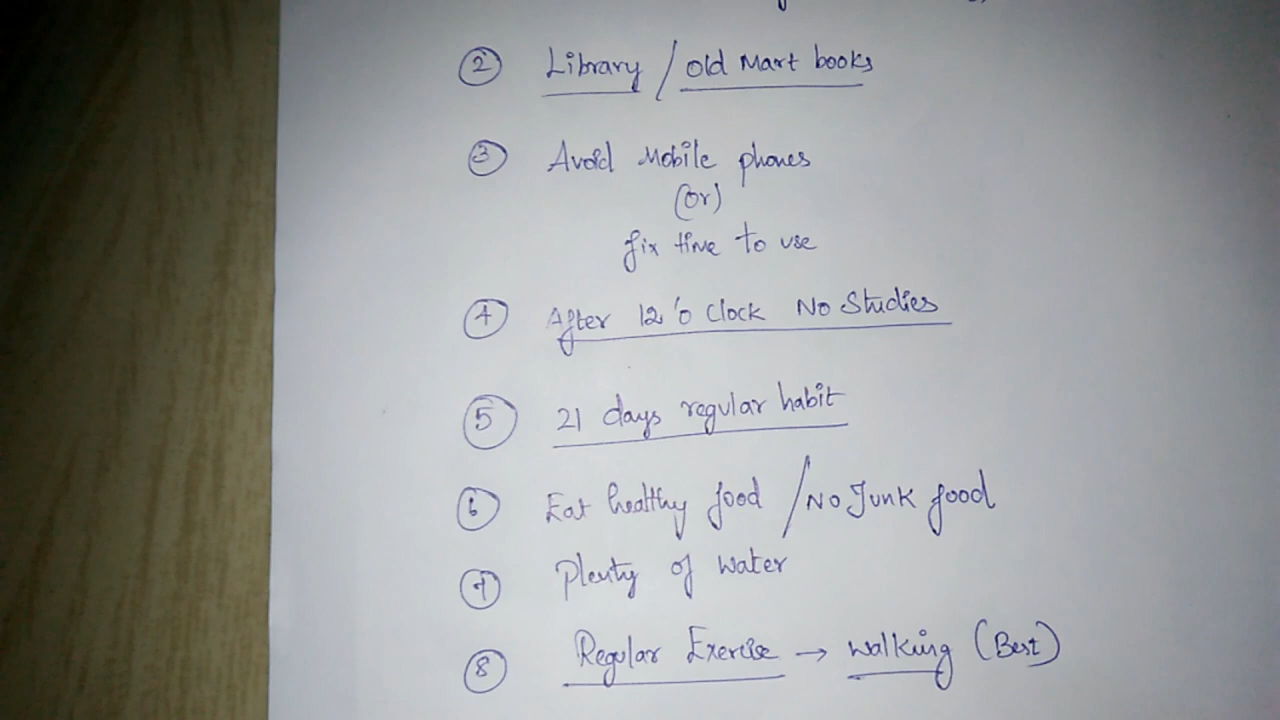 ② Library / old Mart books
③ Avoid Mobile phones
(Or)
fix time to use
④ After 12 'o Clock No Studies
⑤ 21 days regular habit
⑥ Eat healthy food / No Junk food
⑦ Plenty of water
⑧ Regular Exercise → walking (Best)